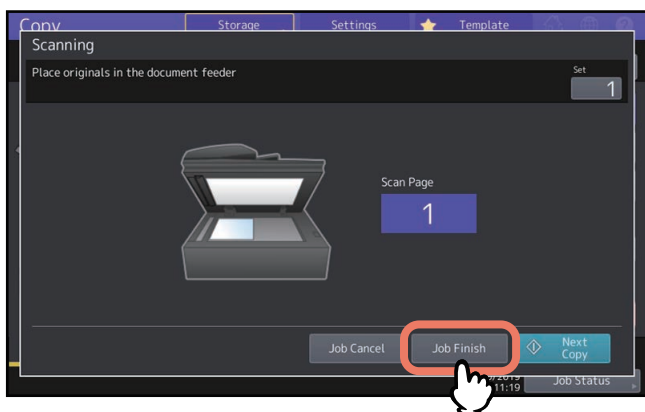 Copy Storage Settings Template
Scanning
Place originals in the document feeder
Set
1
Scan Page
1
Job Cancel Job Finish Next
Copy
2019
11:19 Job Status